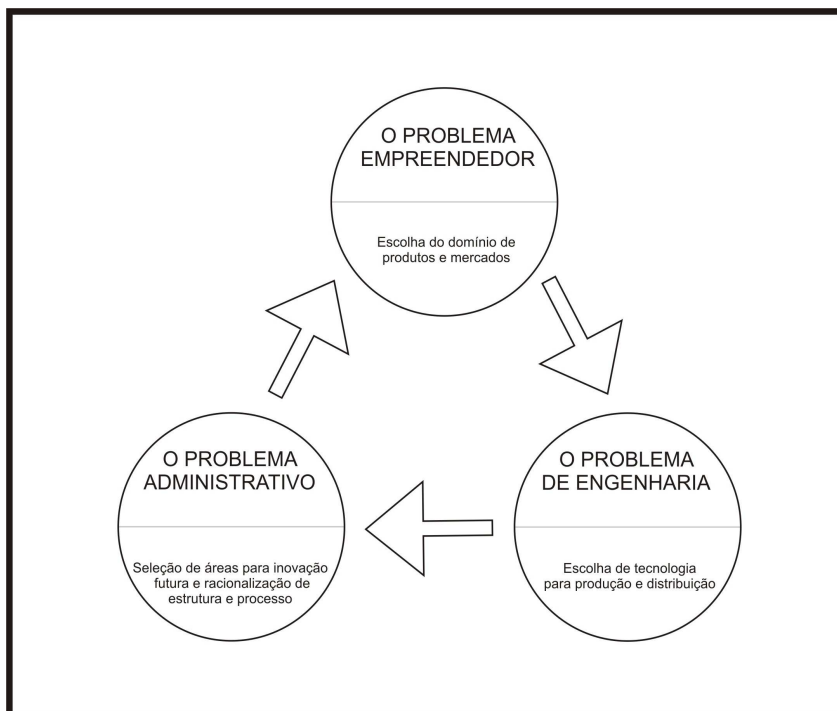 O PROBLEMA
EMPREENDEDOR
Escolha do domínio de
produtos e mercados
O PROBLEMA
ADMINISTRATIVO
Seleção de áreas para inovação
futura e racionalização de
estrutura e processo
O PROBLEMA
DE ENGENHARIA
Escolha de tecnologia
para produção e distribuição